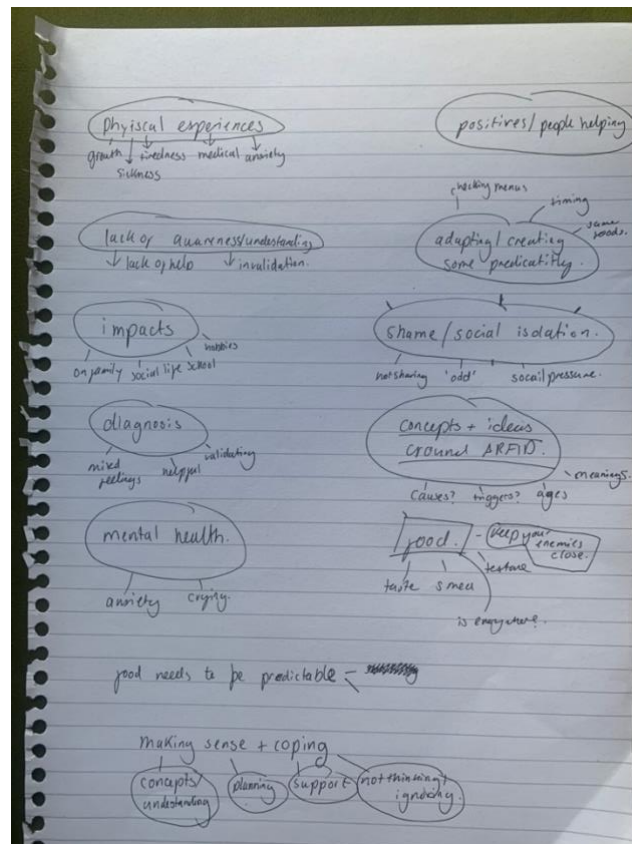 phyiscal experiences
growth
tiredness
medical
anxiety
sickness
positives/people helping
lack of awareness/understanding
lack of help
invalidation.
checking menus
timing
same foods.
adapting/creating
some predicatitly.
impacts
on family
social life
school
hobbies
shame/social isolation.
not sharing
'odd'
socail pressure.
diagnosis
mixed
feelings
helpful
validating
concepts + ideas
around ARFID.
causes?
triggers?
ages
meanings.
mental health.
anxiety
crying.
food.
- keep your
enemies
close.
taste
smell
texture
is everywhere.
food needs to be predictable -
making sense + coping
concepts/
understanding
planning
support
not thinking/
ignoring.